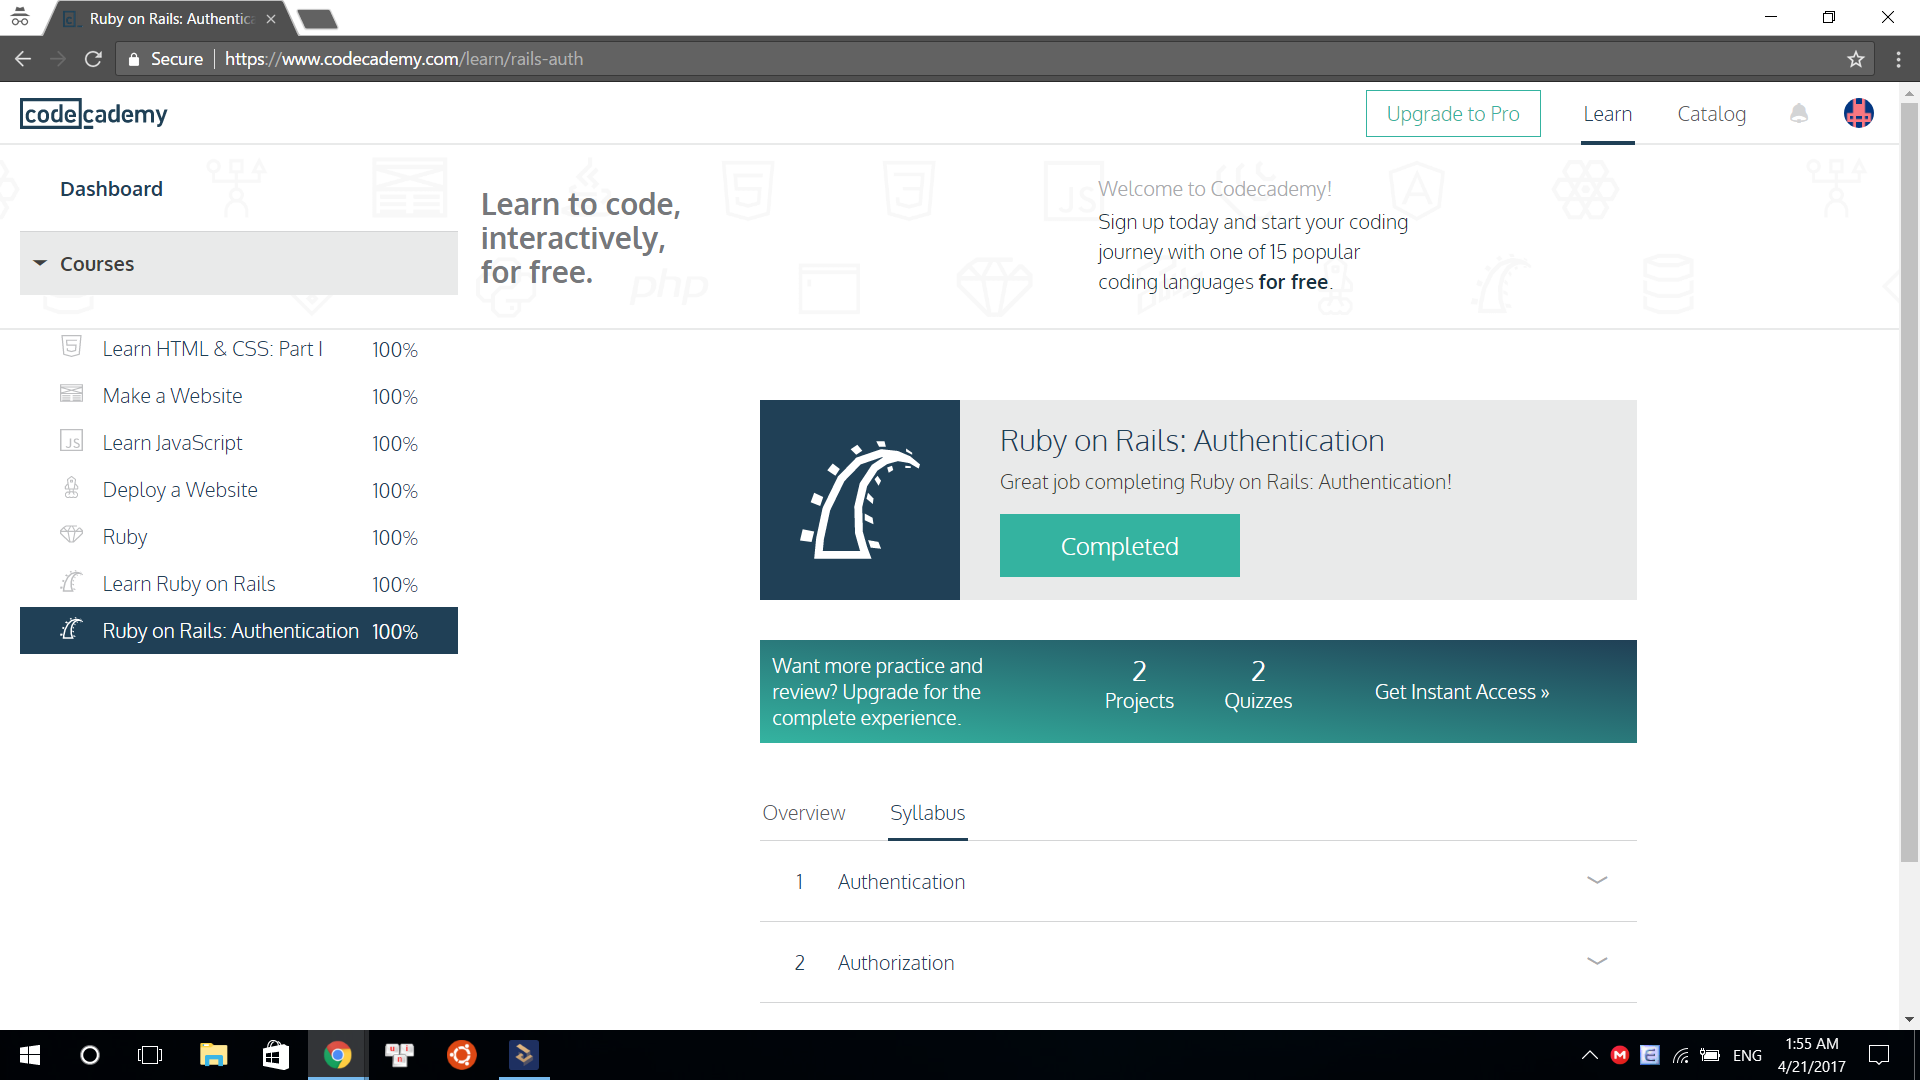 Ruby on Rails: Authentica
Secure
https://www.codecademy.com/learn/rails-auth
codecademy
Upgrade to Pro
Learn
Catalog
Dashboard
Courses
Learn to code,
interactively,
for free.
Welcome to Codecademy!
Sign up today and start your coding
journey with one of 15 popular
coding languages for free.
php
JS
Learn HTML & CSS: Part I 100%
Make a Website 100%
JS Learn JavaScript 100%
Deploy a Website 100%
Ruby 100%
Learn Ruby on Rails 100%
Ruby on Rails: Authentication 100%
Ruby on Rails: Authentication
Great job completing Ruby on Rails: Authentication!
Completed
Want more practice and
review? Upgrade for the
complete experience.
2
Projects
2
Quizzes
Get Instant Access »
Overview
Syllabus
1 Authentication
2 Authorization
ENG
1:55 AM
4/21/2017